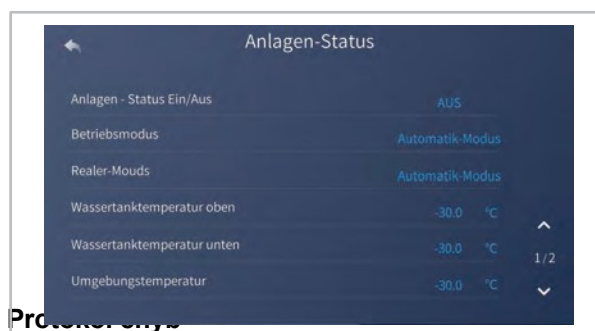 Anlagen-Status
Anlagen - Status Ein/Aus AUS
Betriebsmodus Automatik-Modus
Realer-Mouds Automatik-Modus
Wassertanktemperatur oben -30.0 °C
Wassertanktemperatur unten -30.0 °C
1/2
Umgebungstemperatur -30.0 °C